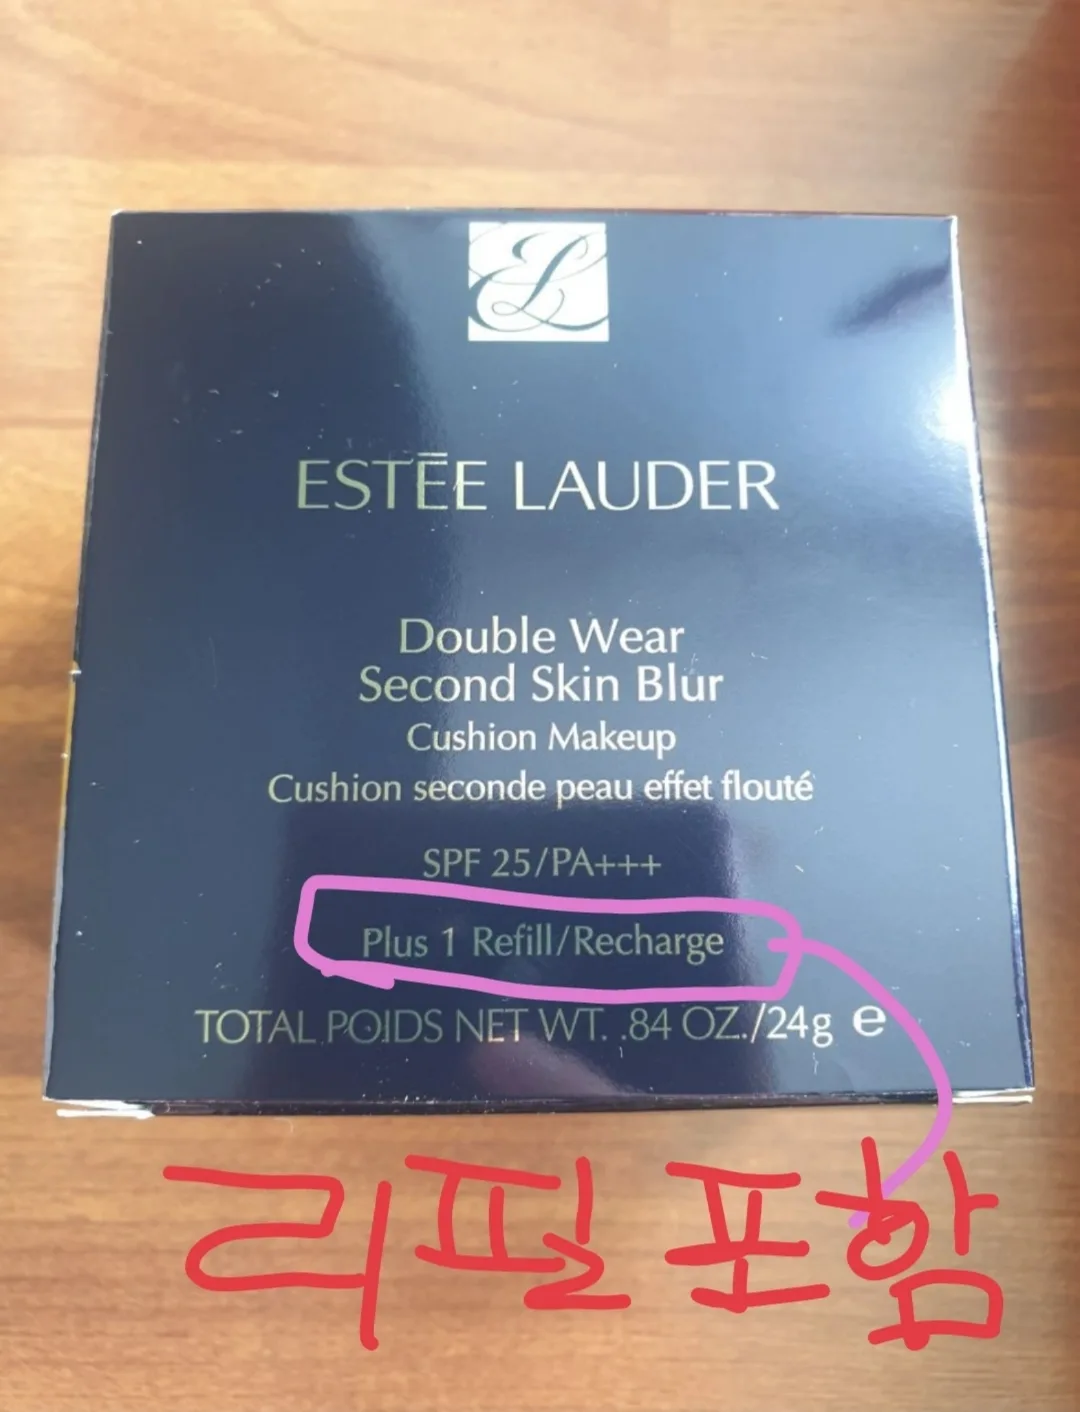 ESTĒE LAUDER
Double Wear
Second Skin Blur
Cushion Makeup
Cushion seconde peau effet flouté
SPF 25/PA+++
Plus 1 Refill/Recharge
TOTAL POIDS NET WT. .84 OZ./24g e
리필포함